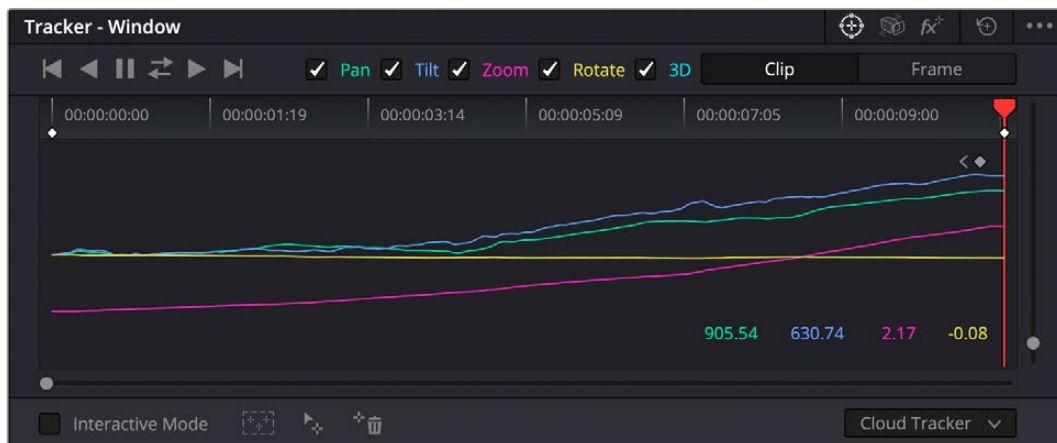 Tracker - Window
fx
Pan Tilt Zoom Rotate 3D Clip Frame
00:00:00:00 00:00:01:19 00:00:03:14 00:00:05:09 00:00:07:05 00:00:09:00
905.54 630.74 2.17 -0.08
Interactive Mode Cloud Tracker